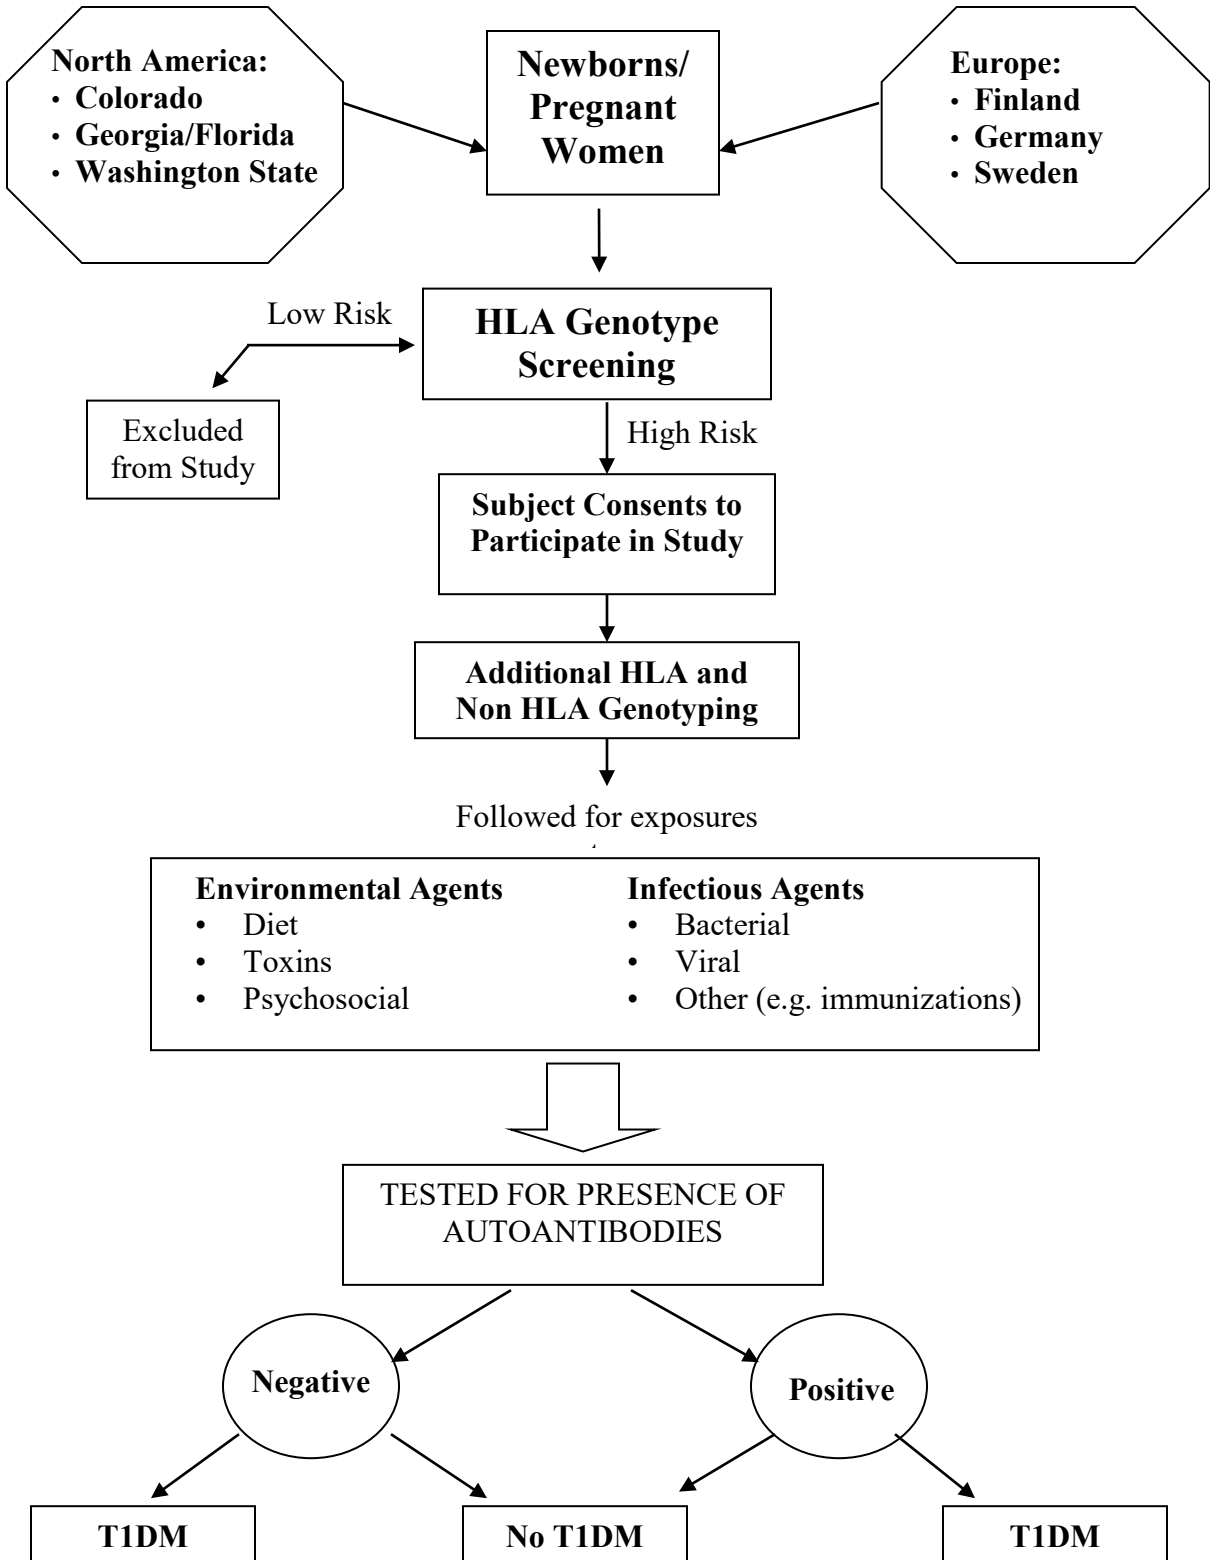 North America:
• Colorado
• Georgia/Florida
• Washington State
Newborns/
Pregnant
Women
Europe:
• Finland
• Germany
• Sweden
Low Risk
HLA Genotype
Screening
Excluded
from Study
High Risk
Subject Consents to
Participate in Study
Additional HLA and
Non HLA Genotyping
Followed for exposures
Environmental Agents
• Diet
• Toxins
• Psychosocial
Infectious Agents
• Bacterial
• Viral
• Other (e.g. immunizations)
TESTED FOR PRESENCE OF
AUTOANTIBODIES
Negative
Positive
T1DM
No T1DM
T1DM